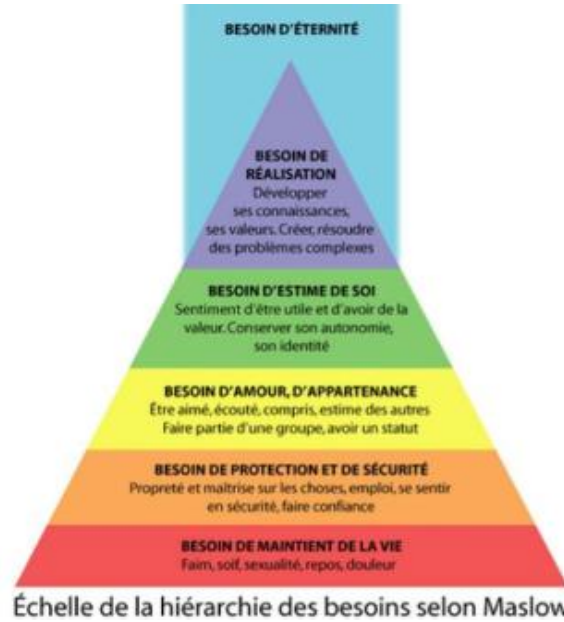 BESOIN D'ÉTERNITÉ
BESOIN DE
RÉALISATION
Développer
ses connaissances,
ses valeurs. Créer, résoudre
des problèmes complexes
BESOIN D'ESTIME DE SOI
Sentiment d'être utile et d'avoir de la
valeur. Conserver son autonomie,
son identité
BESOIN D'AMOUR, D'APPARTENANCE
Être aimé, écouté, compris, estime des autres
Faire partie d'une groupe, avoir un statut
BESOIN DE PROTECTION ET DE SÉCURITÉ
Propreté et maîtrise sur les choses, emploi, se sentir
en sécurité, faire confiance
BESOIN DE MAINTIENT DE LA VIE
Faim, soif, sexualité, repos, douleur
Échelle de la hiérarchie des besoins selon Maslow